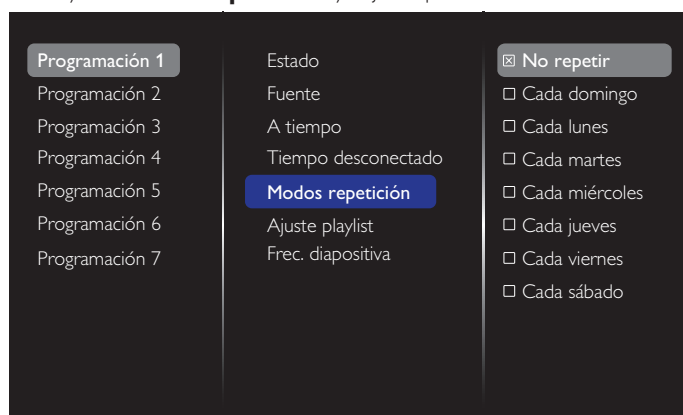 Programación 1
Programación 2
Programación 3
Programación 4
Programación 5
Programación 6
Programación 7
Estado
Fuente
A tiempo
Tiempo desconectado
Modos repetición
Ajuste playlist
Frec. diapositiva
☒ No repetir
☐ Cada domingo
☐ Cada lunes
☐ Cada martes
☐ Cada miércoles
☐ Cada jueves
☐ Cada viernes
☐ Cada sábado